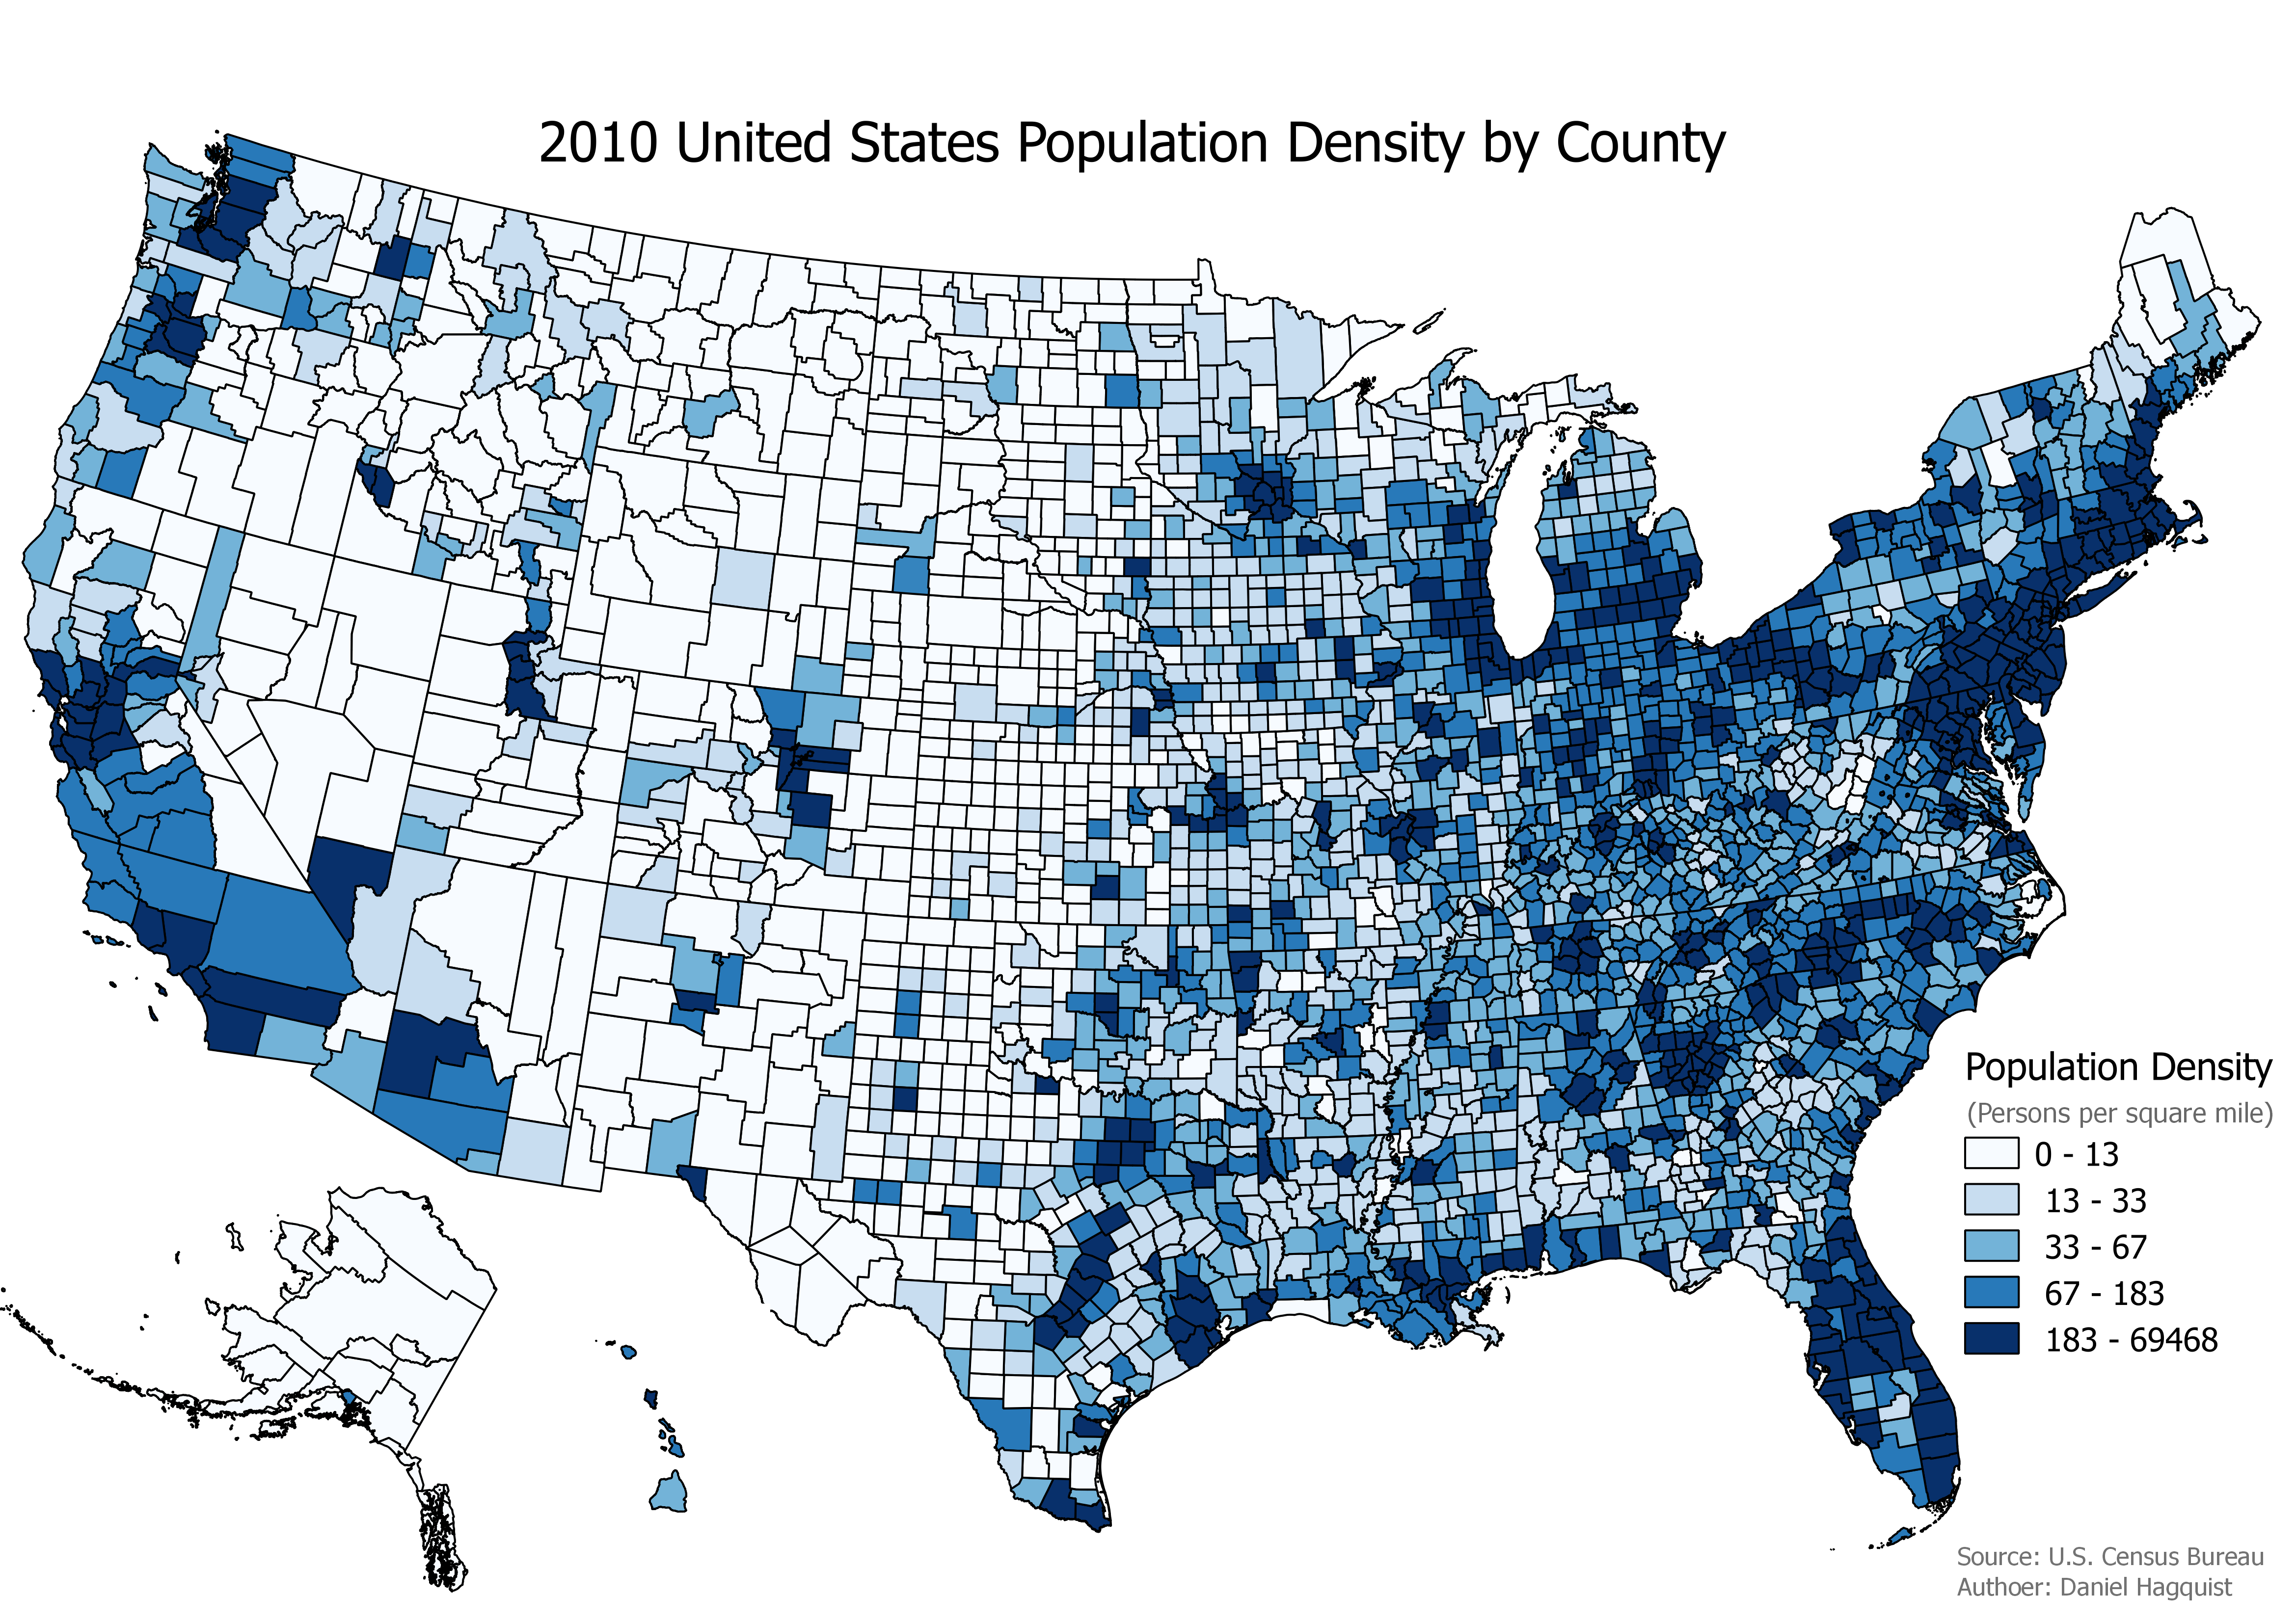 2010 United States Population Density by County
Population Density
(Persons per square mile)
0 - 13
13 - 33
33 - 67
67 - 183
183 - 69468
Source: U.S. Census Bureau
Authoer: Daniel Hagquist